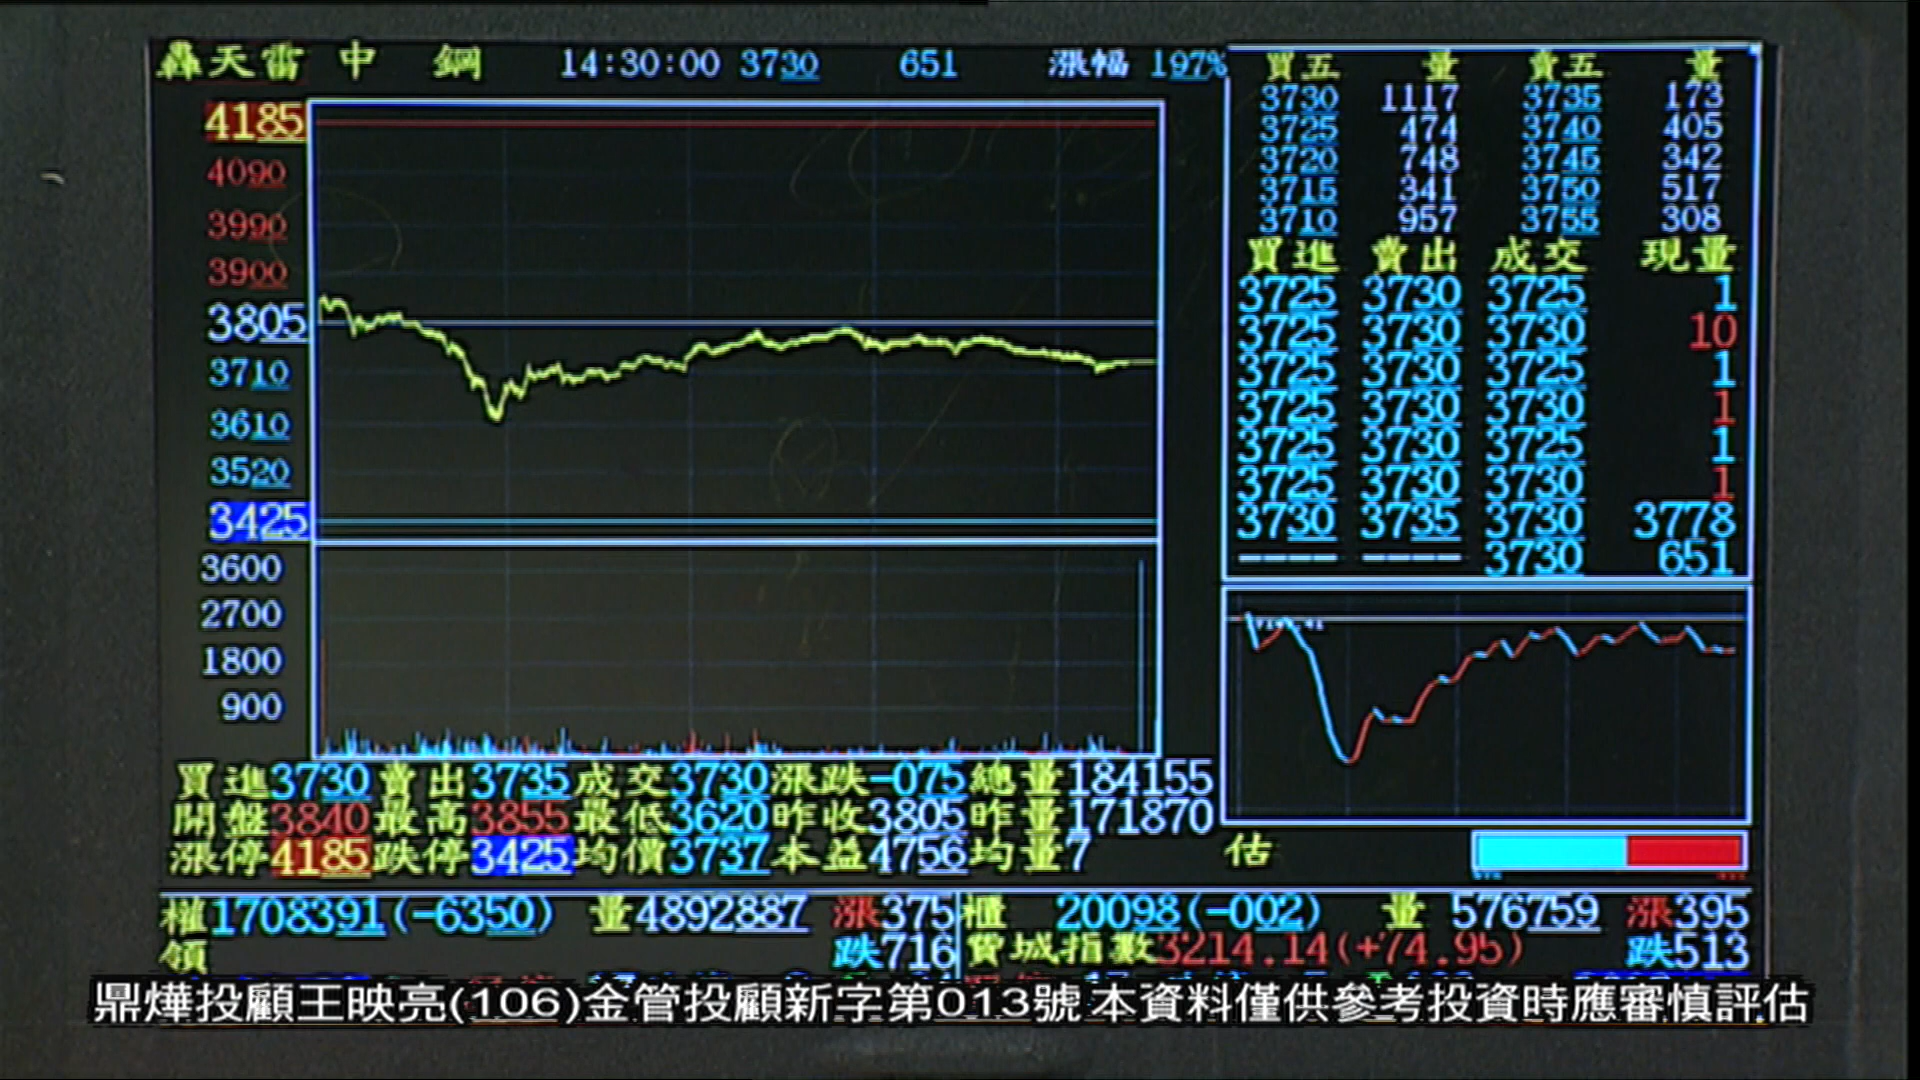 轟天雷 中 鋼 14:30:00 3730 651 漲幅 197%
4185
4090
3990
3900
3805
3710
3610
3520
3425
3600
2700
1800
900
買五 量 賣五 量
3730 1117 3735 173
3725 474 3740 405
3720 748 3745 342
3715 341 3750 517
3710 957 3755 308
買進 賣出 成交 現量
3725 3730 3725 1
3725 3730 3730 10
3725 3730 3725 1
3725 3730 3730 1
3725 3730 3725 1
3725 3730 3730 1
3730 3735 3730 3778
---- ---- 3730 651
買進3730 賣出3735 成交3730 漲跌-075 總量184155
開盤3840 最高3855 最低3620 昨收3805 昨量171870
漲停4185 跌停3425 均價3737 本益4756 均量7
估
權1708391(-6350) 量4892887 漲375 櫃 20098(-002) 量 576759 漲395
領 跌716 費城指數3214.14(+74.95) 跌513
鼎燁投顧王映亮(106)金管投顧新字第013號 本資料僅供參考投資時應審慎評估